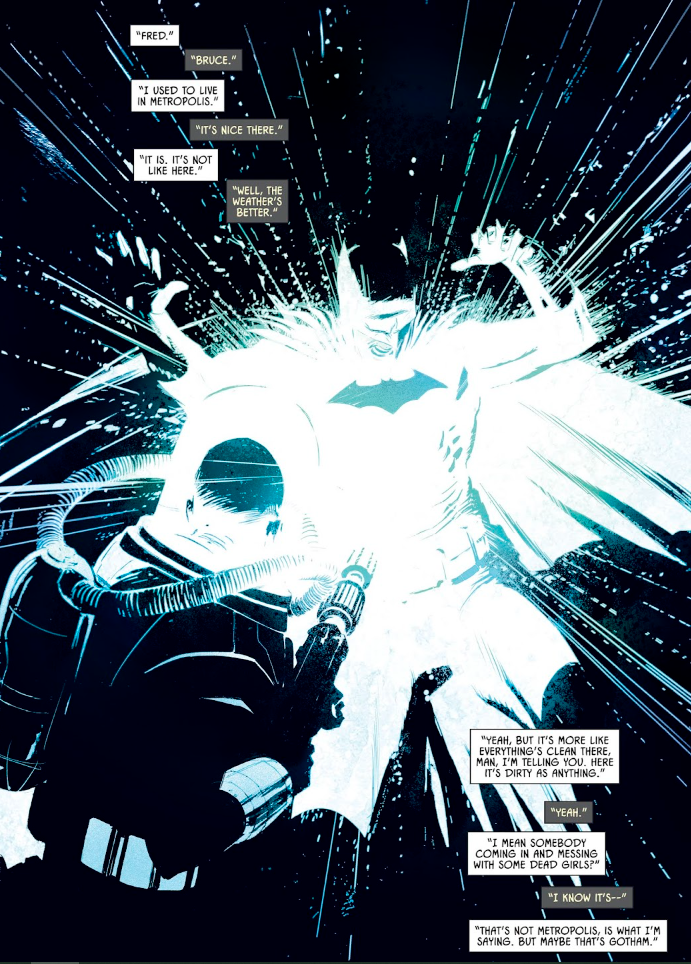 "FRED."
"BRUCE."
"I USED TO LIVE
IN METROPOLIS."
"IT'S NICE THERE."
"IT IS. IT'S NOT
LIKE HERE."
"WELL, THE
WEATHER'S
BETTER."
"YEAH, BUT IT'S MORE LIKE
EVERYTHING'S CLEAN THERE,
MAN, I'M TELLING YOU. HERE
IT'S DIRTY AS ANYTHING."
"YEAH."
"I MEAN SOMEBODY
COMING IN AND MESSING
WITH SOME DEAD GIRLS?"
"I KNOW IT'S--"
"THAT'S NOT METROPOLIS, IS WHAT I'M
SAYING. BUT MAYBE THAT'S GOTHAM."